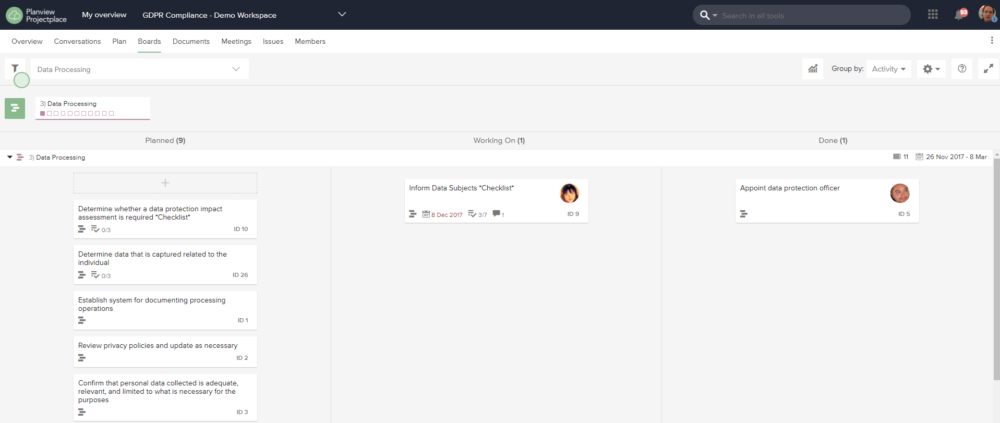 Planview
Projectplace
My overview
GDPR Compliance - Demo Workspace
Search in all tools
93
i
Overview
Conversations
Plan
Boards
Documents
Meetings
Issues
Members
Data Processing
Group by:
Activity
?
3) Data Processing
Planned (9)
Working On (1)
Done (1)
3) Data Processing
11
26 Nov 2017 - 8 Mar
+
Determine whether a data protection impact
assessment is required *Checklist*
0/3
ID 10
Determine data that is captured related to the
individual
0/3
ID 26
Establish system for documenting processing
operations
ID 1
Review privacy policies and update as necessary
ID 2
Confirm that personal data collected is adequate,
relevant, and limited to what is necessary for the
purposes
ID 3
Inform Data Subjects *Checklist*
8 Dec 2017
3/7
1
ID 9
Appoint data protection officer
ID 5